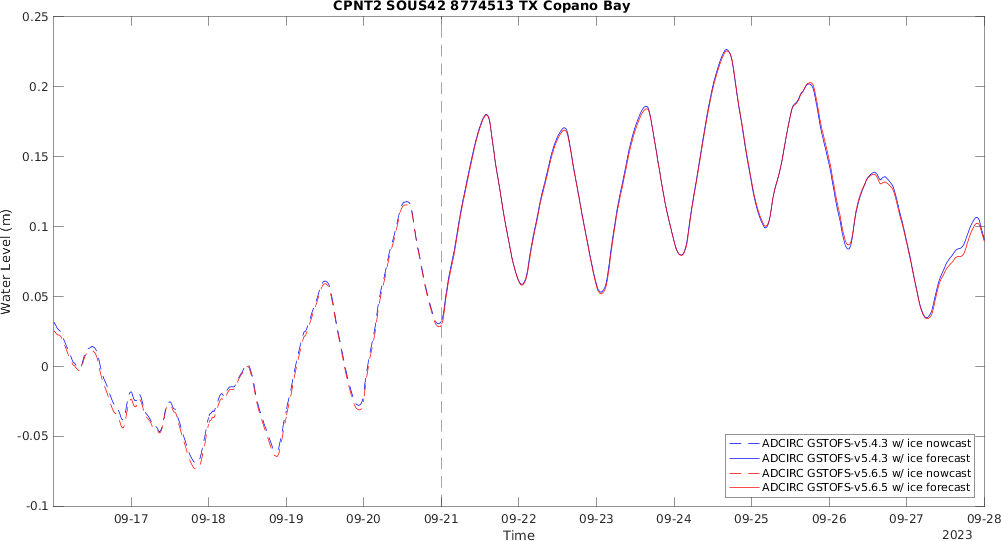 CPNT2 SOUS42 8774513 TX Copano Bay
0.25
0.2
0.15
0.1
0.05
0
-0.05
-0.1
Water Level (m)
09-17 09-18 09-19 09-20 09-21 09-22 09-23 09-24 09-25 09-26 09-27 09-28
Time
2023
ADCIRC GSTOFS-v5.4.3 w/ ice nowcast
ADCIRC GSTOFS-v5.4.3 w/ ice forecast
ADCIRC GSTOFS-v5.6.5 w/ ice nowcast
ADCIRC GSTOFS-v5.6.5 w/ ice forecast